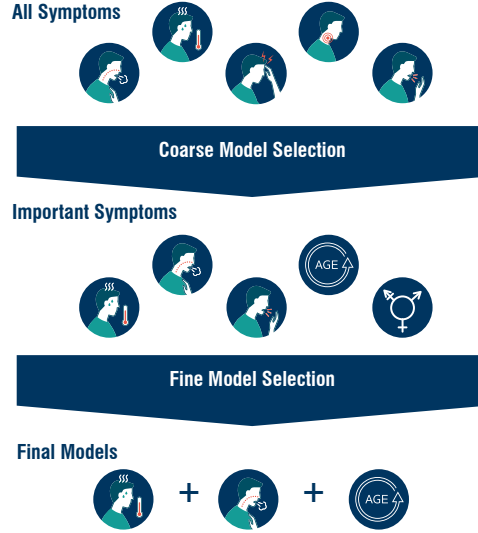 All Symptoms
Coarse Model Selection
Important Symptoms
AGE
Fine Model Selection
Final Models
+ +
AGE